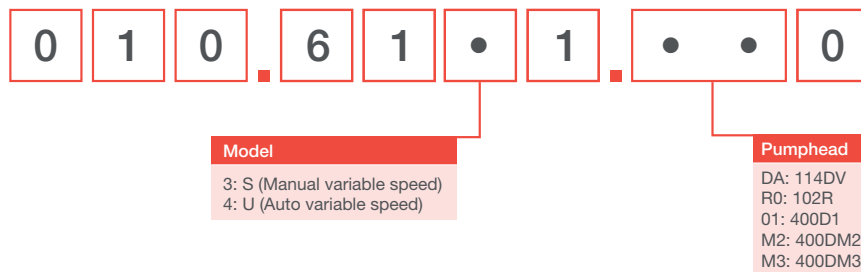 0 1 0 . 6 1 • 1 . • • 0
Model
3: S (Manual variable speed)
4: U (Auto variable speed)
Pumphead
DA: 114DV
R0: 102R
01: 400D1
M2: 400DM2
M3: 400DM3